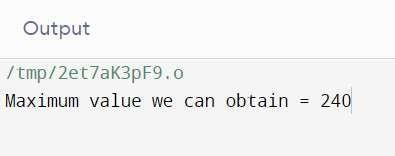 Output
/tmp/2et7aK3pF9.o
Maximum value we can obtain = 240